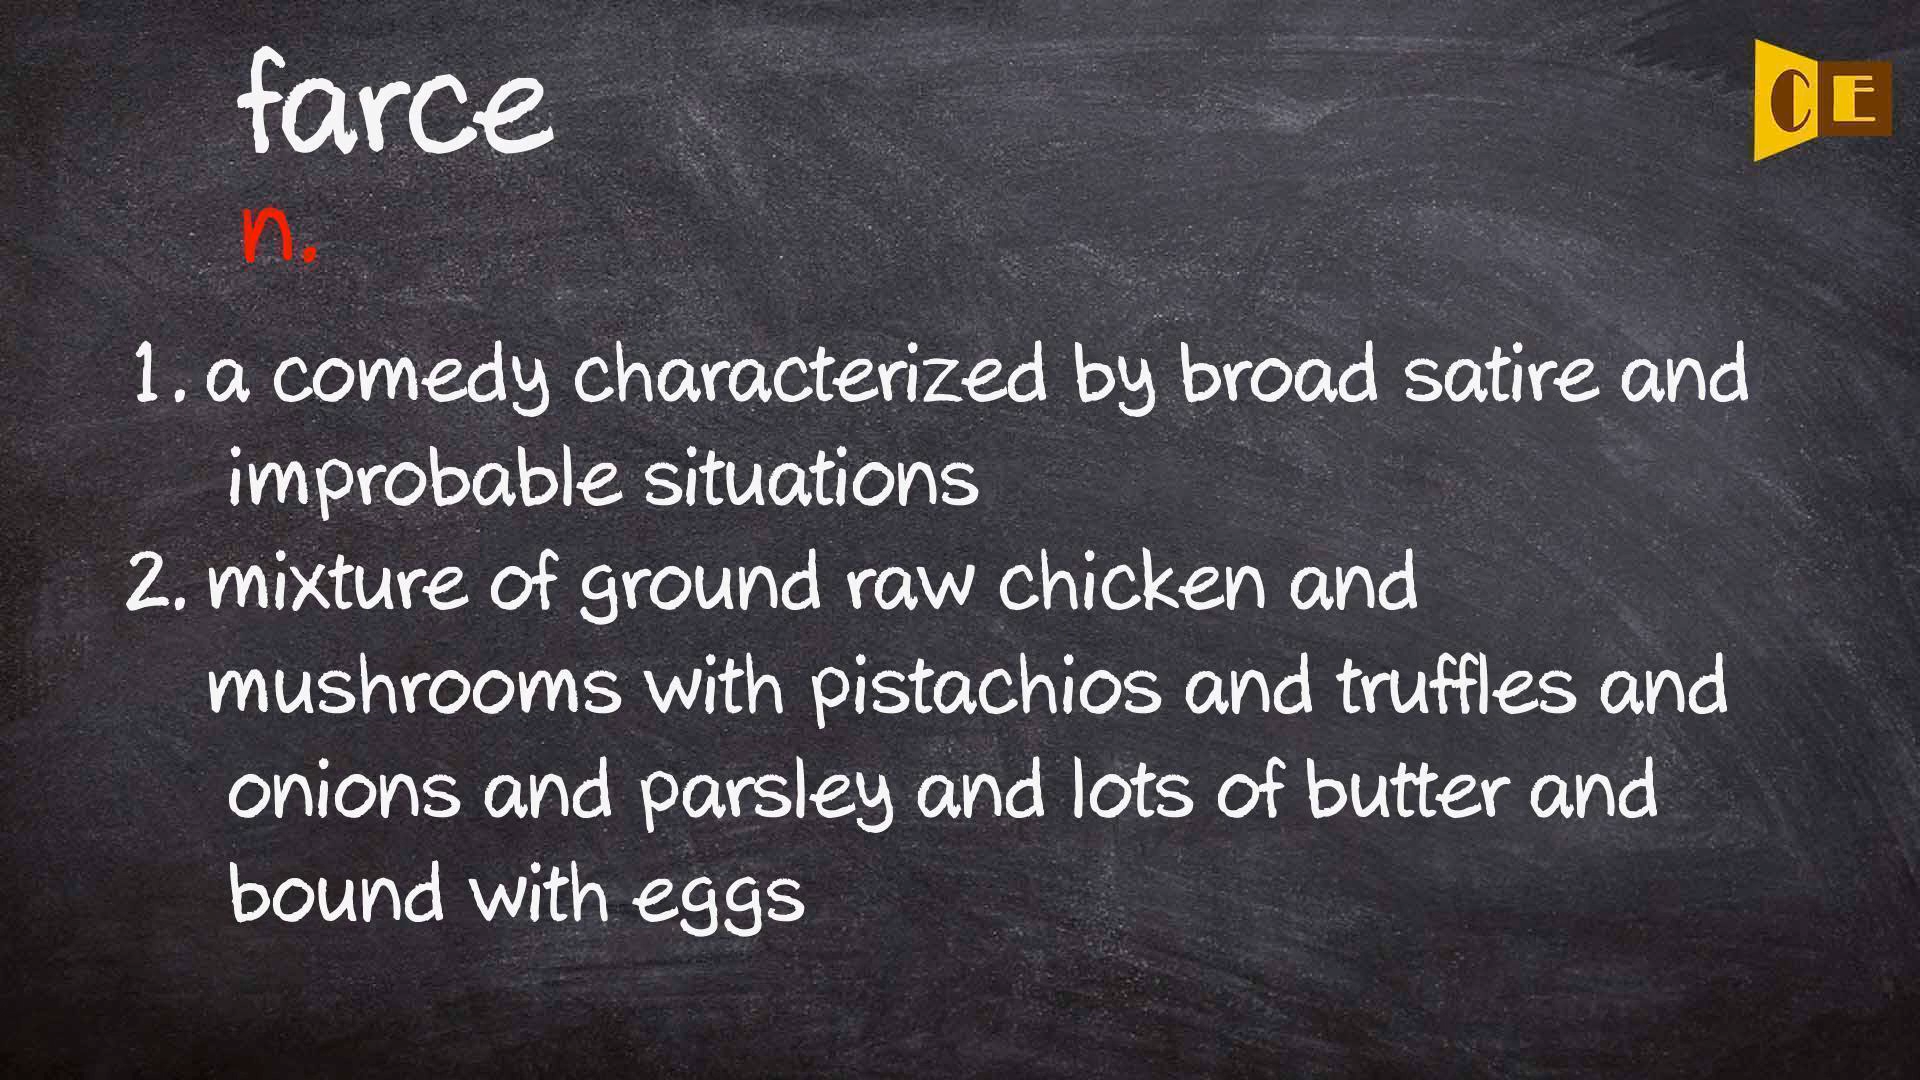 farce
CE
n.
1. a comedy characterized by broad satire and
improbable situations
2. mixture of ground raw chicken and
mushrooms with pistachios and truffles and
onions and parsley and lots of butter and
bound with eggs